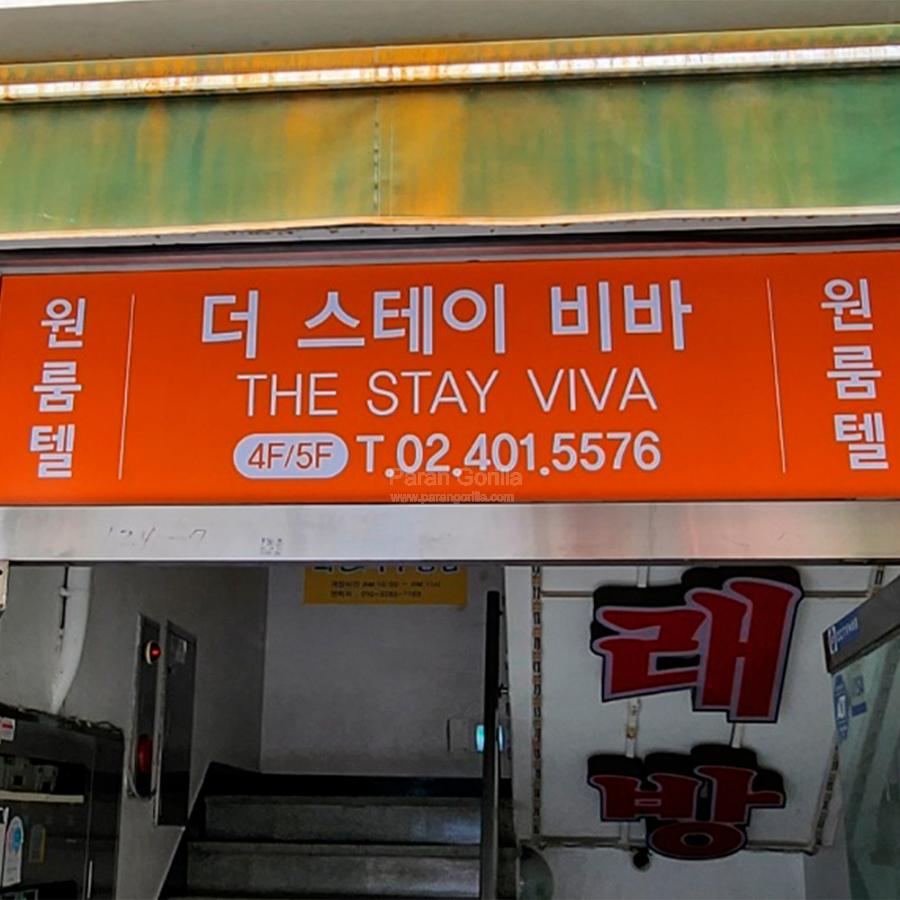 원룸텔
더 스테이 비바
THE STAY VIVA
4F/5F T.02.401.5576
원룸텔
Paran Gorilla
www.parangorilla.com
래
방